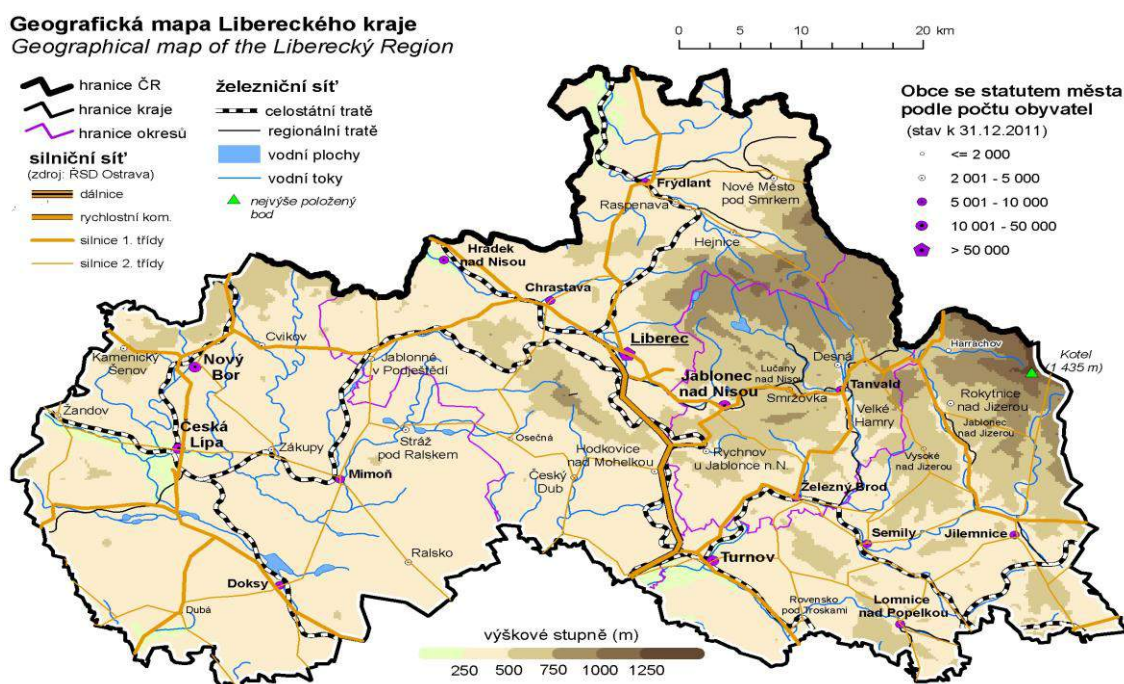 Geografická mapa Libereckého kraje
Geographical map of the Liberecký Region
0 5 10 20 km
hranice ČR
hranice kraje
hranice okresů
silniční síť
(zdroj: ŘSD Ostrava)
dálnice
rychlostní kom.
silnice 1. třídy
silnice 2. třídy
železniční síť
celostátní tratě
regionální tratě
vodní plochy
vodní toky
nejvýše položený
bod
Obce se statutem města
podle počtu obyvatel
(stav k 31.12.2011)
<= 2 000
2 001 - 5 000
5 001 - 10 000
10 001 - 50 000
> 50 000
Frýdlant
Nové Město
pod Smrkem
Raspenava
Hejnice
Hrádek
nad Nisou
Chrastava
Liberec
Cvikov
Kamenický
Šenov
Nový
Bor
Jablonné
v Podještědí
Jablonec
nad Nisou
Lučany
nad Nisou
Smržovka
Desná
Tanvald
Harrachov
Kotel
(1 435 m)
Rokytnice
nad Jizerou
Jablonec
nad Jizerou
Velké
Hamry
Vysoké
nad Jizerou
Žandov
Česká
Lípa
Zákupy
Mimoň
Stráž
pod Ralskem
Osečná
Hodkovice
nad Mohelkou
Český
Dub
Rychnov
u Jablonce n.N.
Železný Brod
Semily
Jilemnice
Turnov
Ralsko
Doksy
Dubá
Rovensko
pod Troskami
Lomnice
nad Popelkou
výškové stupně (m)
250 500 750 1000 1250